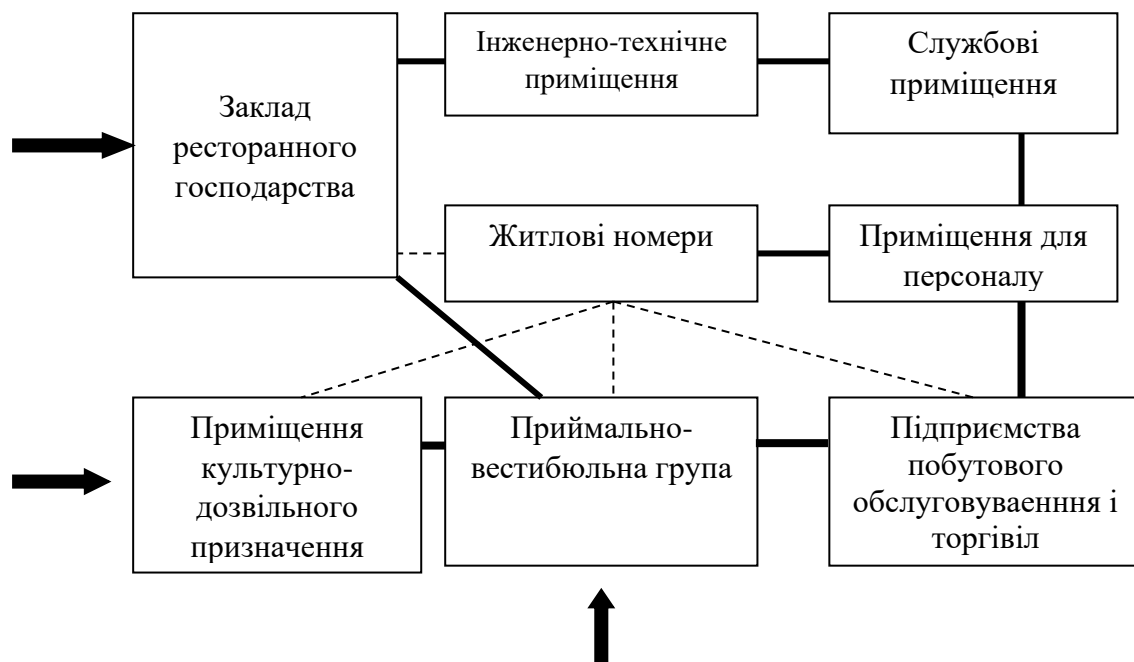 Заклад
ресторанного
господарства
Інженерно-технічне
приміщення
Службові
приміщення
Житлові номери
Приміщення для
персоналу
Приміщення
культурно-
дозвільного
призначення
Приймально-
вестибюльна група
Підприємства
побутового
обслуговуваенння і
торгівіл